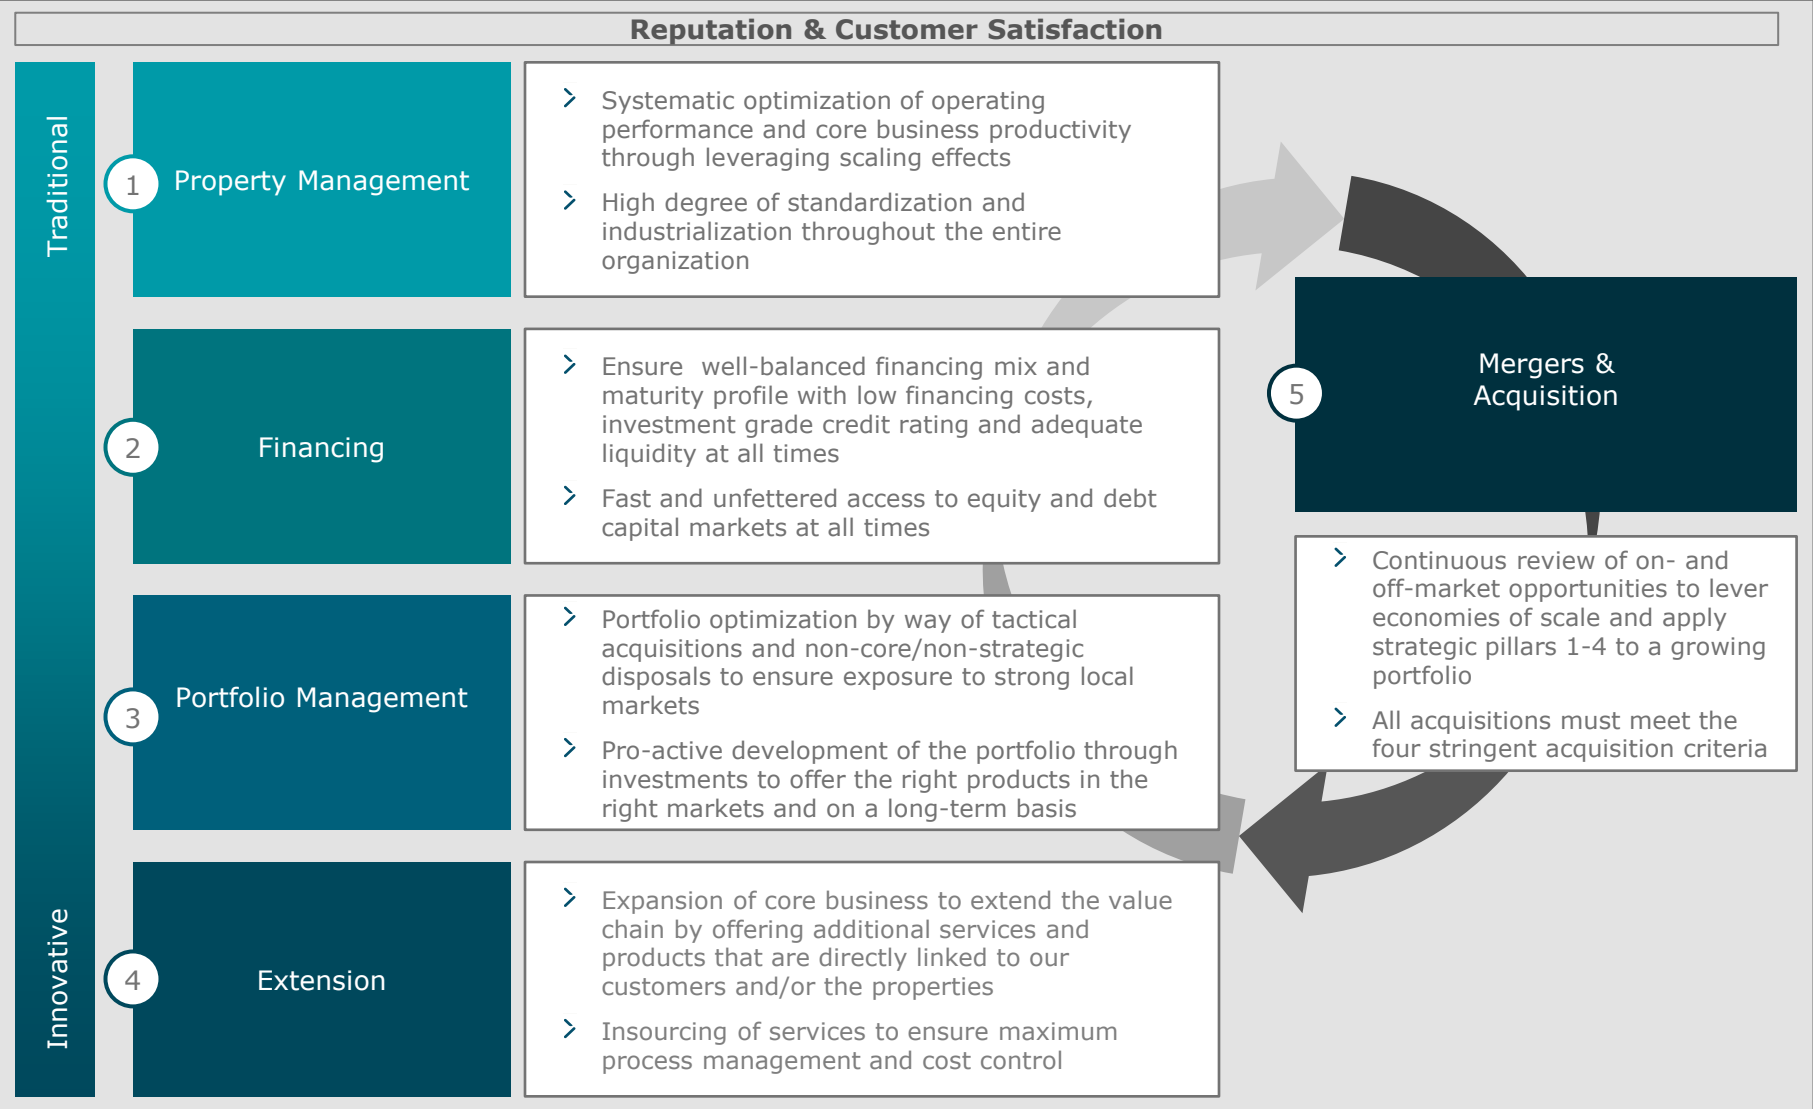 Reputation & Customer Satisfaction
Traditional
1
Property Management
Systematic optimization of operating
performance and core business productivity
through leveraging scaling effects
High degree of standardization and
industrialization throughout the entire
organization
2
Financing
Ensure  well-balanced financing mix and
maturity profile with low financing costs,
investment grade credit rating and adequate
liquidity at all times
Fast and unfettered access to equity and debt
capital markets at all times
3
Portfolio Management
Portfolio optimization by way of tactical
acquisitions and non-core/non-strategic
disposals to ensure exposure to strong local
markets
Pro-active development of the portfolio through
investments to offer the right products in the
right markets and on a long-term basis
Innovative
4
Extension
Expansion of core business to extend the value
chain by offering additional services and
products that are directly linked to our
customers and/or the properties
Insourcing of services to ensure maximum
process management and cost control
5
Mergers &
Acquisition
Continuous review of on- and
off-market opportunities to lever
economies of scale and apply
strategic pillars 1-4 to a growing
portfolio
All acquisitions must meet the
four stringent acquisition criteria